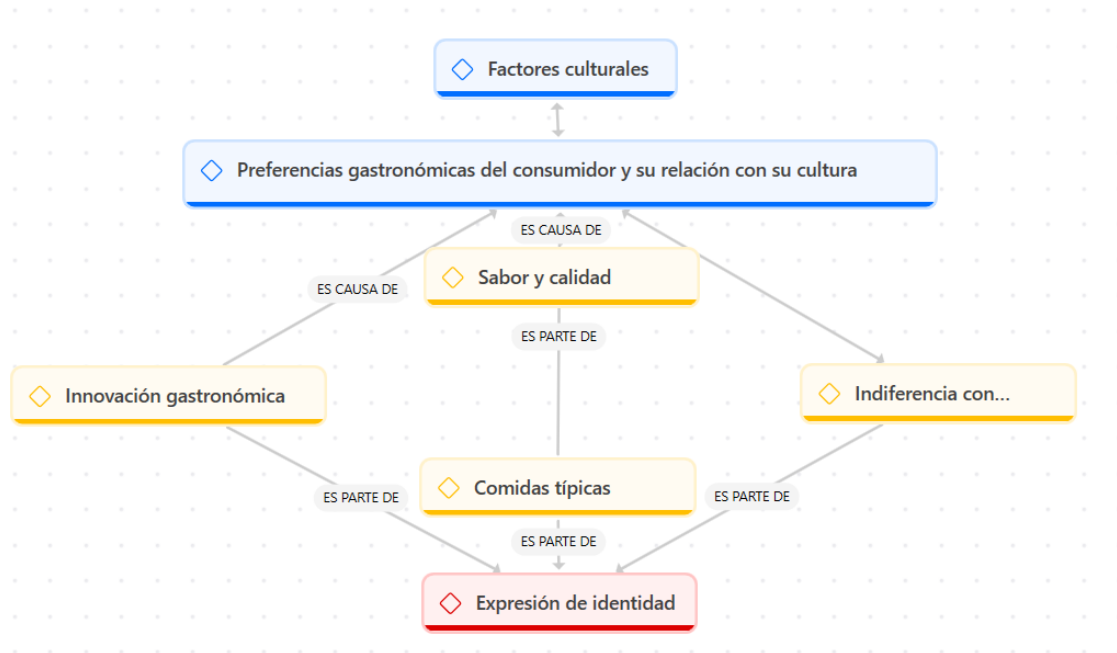 Factores culturales
Preferencias gastronómicas del consumidor y su relación con su cultura
ES CAUSA DE
Sabor y calidad
ES CAUSA DE
ES PARTE DE
Innovación gastronómica
Indiferencia con...
Comidas típicas
ES PARTE DE
ES PARTE DE
ES PARTE DE
Expresión de identidad